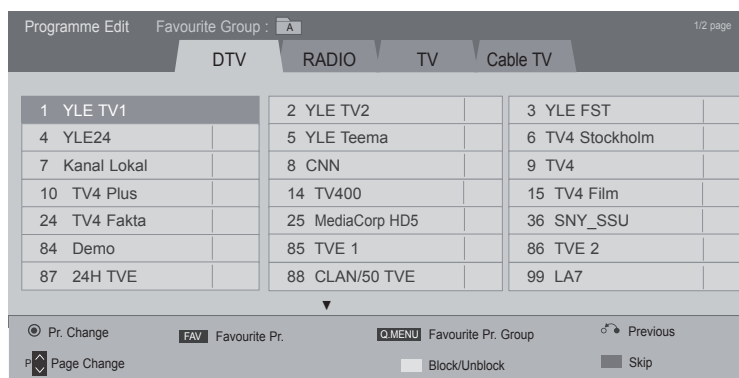 Programme Edit Favourite Group : A 1/2 page
DTV RADIO TV Cable TV
1 YLE TV1 2 YLE TV2 3 YLE FST
4 YLE24 5 YLE Teema 6 TV4 Stockholm
7 Kanal Lokal 8 CNN 9 TV4
10 TV4 Plus 14 TV400 15 TV4 Film
24 TV4 Fakta 25 MediaCorp HD5 36 SNY_SSU
84 Demo 85 TVE 1 86 TVE 2
87 24H TVE 88 CLAN/50 TVE 99 LA7
Pr. Change FAV Favourite Pr. Q.MENU Favourite Pr. Group Previous
P Page Change Block/Unblock Skip